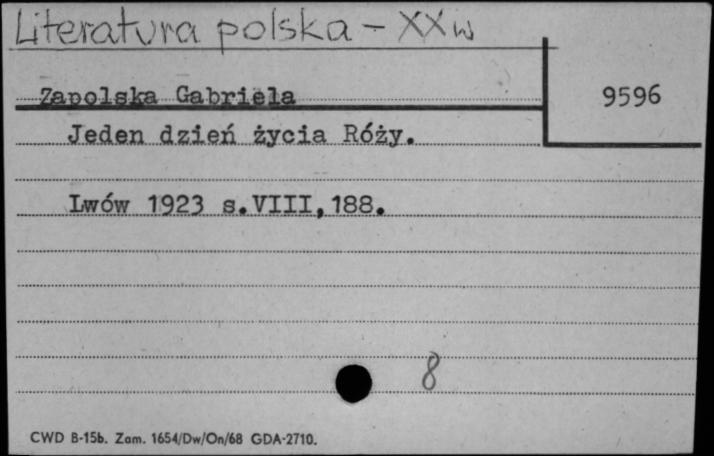 Literatura polska - XX w
Zapolska Gabriela
9596
Jeden dzień życia Róży.
Lwów 1923 s.VIII,188.
8
CWD B-15b. Zam. 1654/Dw/On/68 GDA-2710.